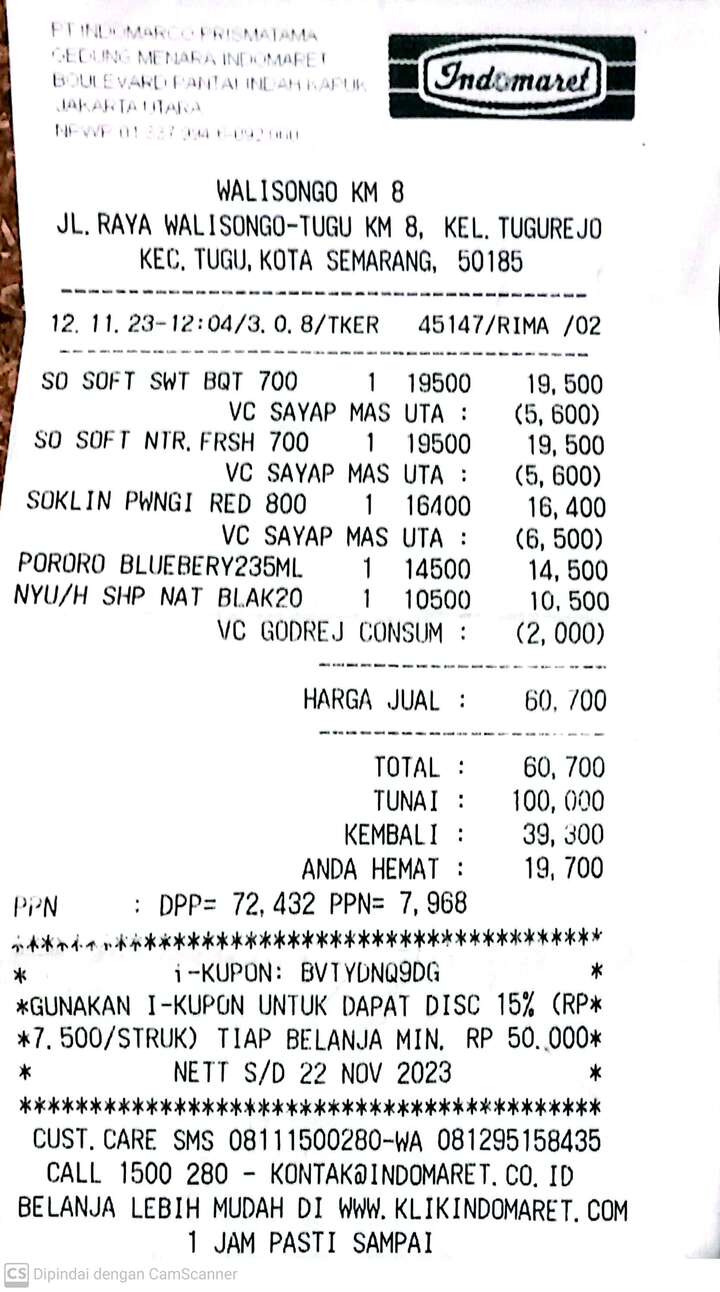 PT INDOMARCO PRISMATAMA
GEDUNG MENARA INDOMARET
BOULEVARD PANTAI INDAH KAPUK
JAKARTA UTARA
Indomaret
WALISONGO KM 8
JL. RAYA WALISONGO-TUGU KM 8, KEL. TUGUREJO
KEC. TUGU, KOTA SEMARANG, 50185
12. 11. 23-12:04/3. 0. 8/TKER 45147/RIMA /02
SO SOFT SWT BQT 700 1 19500 19, 500
VC SAYAP MAS UTA : (5, 600)
SO SOFT NTR. FRSH 700 1 19500 19, 500
VC SAYAP MAS UTA : (5, 600)
SOKLIN PWNGI RED 800 1 16400 16, 400
VC SAYAP MAS UTA : (6, 500)
PORORO BLUEBERY235ML 1 14500 14, 500
NYU/H SHP NAT BLAK20 1 10500 10, 500
VC GODREJ CONSUM : (2, 000)
HARGA JUAL : 60, 700
TOTAL : 60, 700
TUNAI : 100, 000
KEMBALI : 39, 300
ANDA HEMAT : 19, 700
PPN : DPP= 72, 432 PPN= 7, 968
******************************************
* i-KUPON: BVTYDNQ9DG *
*GUNAKAN I-KUPON UNTUK DAPAT DISC 15% (RP*
*7. 500/STRUK) TIAP BELANJA MIN. RP 50. 000*
* NETT S/D 22 NOV 2023 *
******************************************
CUST. CARE SMS 08111500280-WA 081295158435
CALL 1500 280 - KONTAK@INDOMARET. CO. ID
BELANJA LEBIH MUDAH DI WWW. KLIKINDOMARET. COM
1 JAM PASTI SAMPAI
CS Dipindai dengan CamScanner